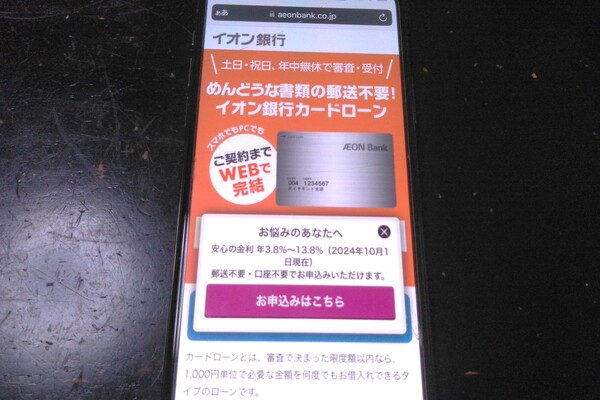 ぁあ
aeonbank.co.jp
イオン銀行
土日・祝日、年中無休で審査・受付
めんどうな書類の郵送不要!
イオン銀行カードローン
スマホでもPCでも
ご契約まで
WEBで
完結
ÆON Bank
004 1234567
お悩みのあなたへ
安心の金利 年3.8%~13.8%(2024年10月1
日現在)
郵送不要・口座不要でお申込みいただけます。
お申込みはこちら
カードローンとは、審査で決まった限度額以内なら、
1,000円単位で必要な金額を何度でもお借入れできるタ
イプのローンです。